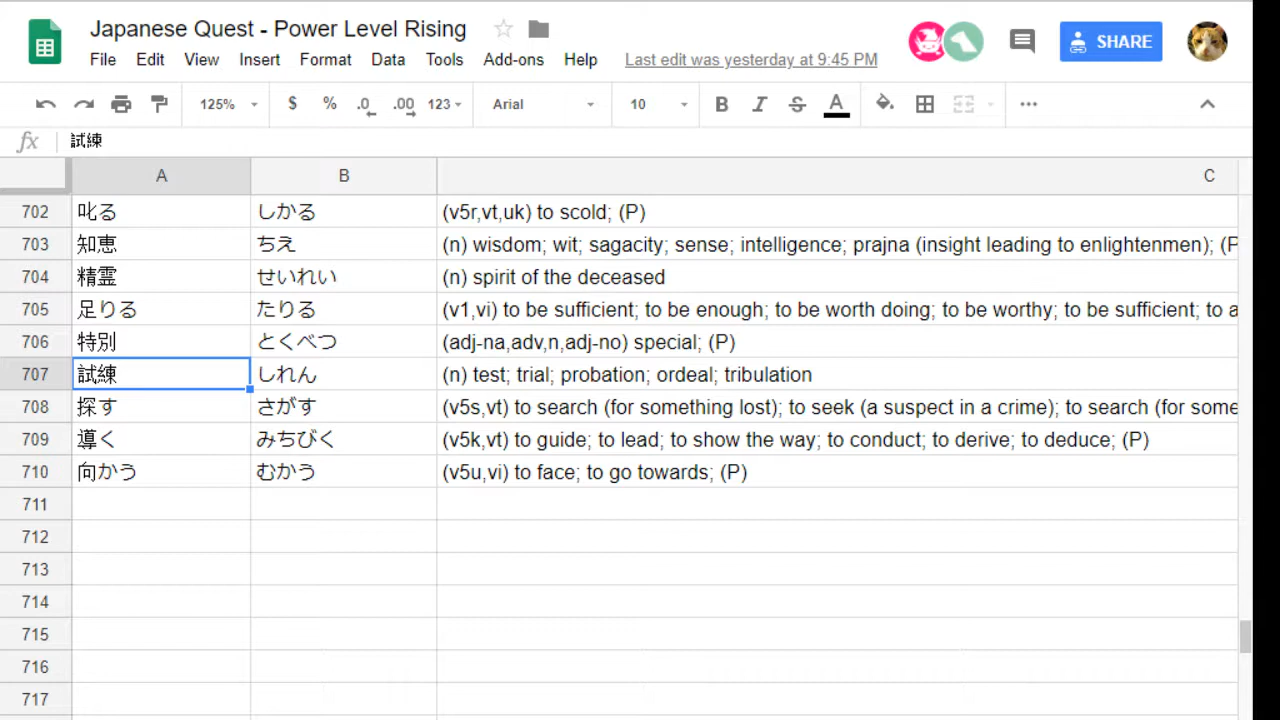 Japanese Quest - Power Level Rising
File Edit View Insert Format Data Tools Add-ons Help Last edit was yesterday at 9:45 PM
SHARE
125% $ % .0 .00 123 Arial 10 B I S A
fx 試練
A B C
702 叱る しかる (v5r,vt,uk) to scold; (P)
703 知恵 ちえ (n) wisdom; wit; sagacity; sense; intelligence; prajna (insight leading to enlightenmen); (P
704 精霊 せいれい (n) spirit of the deceased
705 足りる たりる (v1,vi) to be sufficient; to be enough; to be worth doing; to be worthy; to be sufficient; to a
706 特別 とくべつ (adj-na,adv,n,adj-no) special; (P)
707 試練 しれん (n) test; trial; probation; ordeal; tribulation
708 探す さがす (v5s,vt) to search (for something lost); to seek (a suspect in a crime); to search (for some
709 導く みちびく (v5k,vt) to guide; to lead; to show the way; to conduct; to derive; to deduce; (P)
710 向かう むかう (v5u,vi) to face; to go towards; (P)
711
712
713
714
715
716
717